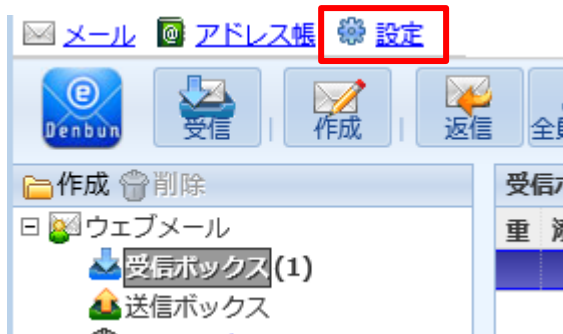 メール アドレス帳 設定
e Denbun 受信 作成 返信 全
作成 削除 受信
ウェブメール 重
受信ボックス(1)
送信ボックス